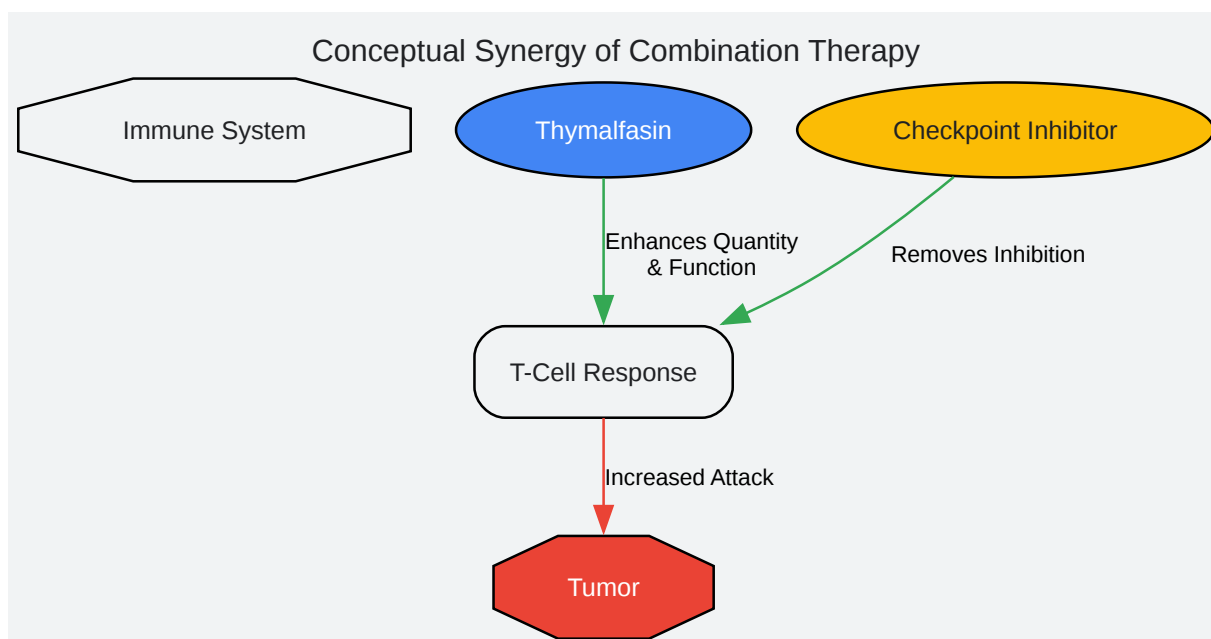 Conceptual Synergy of Combination Therapy
Immune System
Thymalfasin
Checkpoint Inhibitor
Enhances Quantity
& Function
Removes Inhibition
T-Cell Response
Increased Attack
Tumor